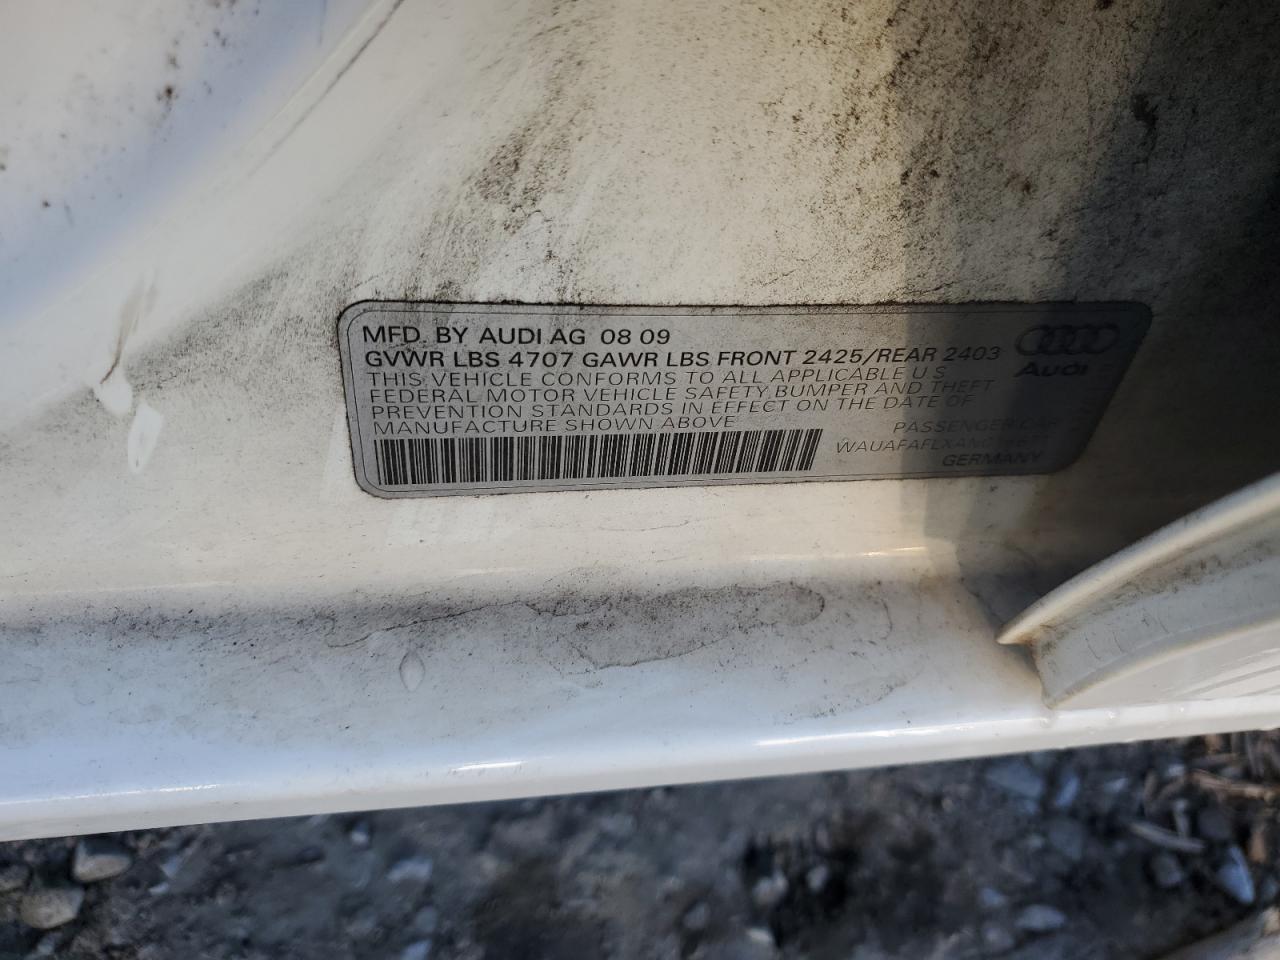 MFD. BY AUDI AG 08 09
GVWR LBS 4707 GAWR LBS FRONT 2425/REAR 2403
Audi
THIS VEHICLE CONFORMS TO ALL APPLICABLE U S
FEDERAL MOTOR VEHICLE SAFETY, BUMPER AND THEFT
PREVENTION STANDARDS IN EFFECT ON THE DATE OF
MANUFACTURE SHOWN ABOVE
PASSENGER CAR
GERMANY